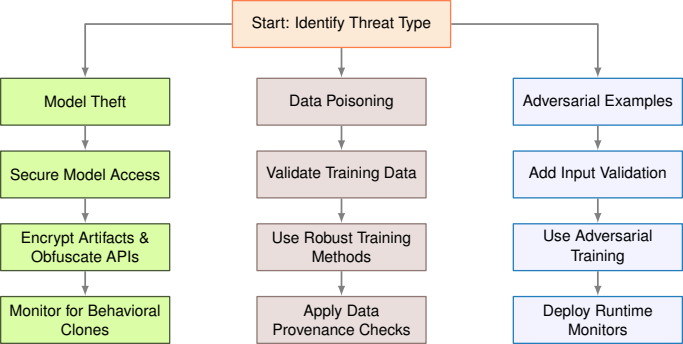 Start: Identify Threat Type
Model Theft
Data Poisoning
Adversarial Examples
Secure Model Access
Validate Training Data
Add Input Validation
Encrypt Artifacts &
Obfuscate APIs
Use Robust Training
Methods
Use Adversarial
Training
Monitor for Behavioral
Clones
Apply Data
Provenance Checks
Deploy Runtime
Monitors